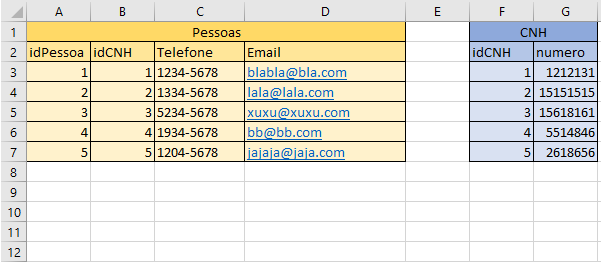 A B C D E F G
1 Pessoas CNH
2 idPessoa idCNH Telefone Email idCNH numero
3 1 1 1234-5678 blabla@bla.com 1 1212131
4 2 2 1334-5678 lala@lala.com 2 15151515
5 3 3 5234-5678 xuxu@xuxu.com 3 15618161
6 4 4 1934-5678 bb@bb.com 4 5514846
7 5 5 1204-5678 jajaja@jaja.com 5 2618656
8
9
10
11
12